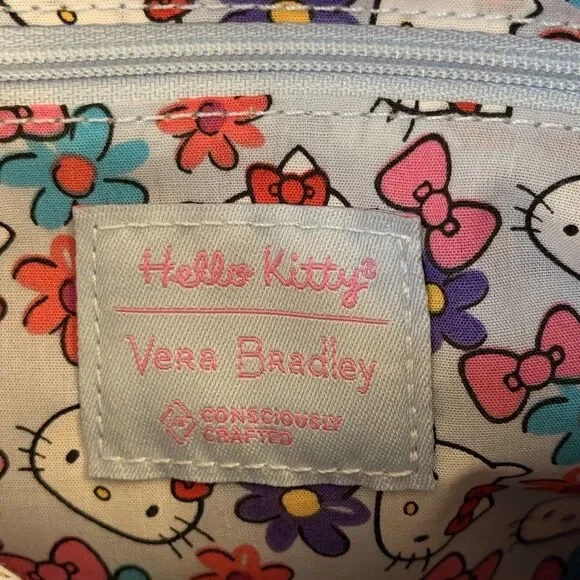 Hello Kitty®
Vera Bradley
CONSCIOUSLY
CRAFTED